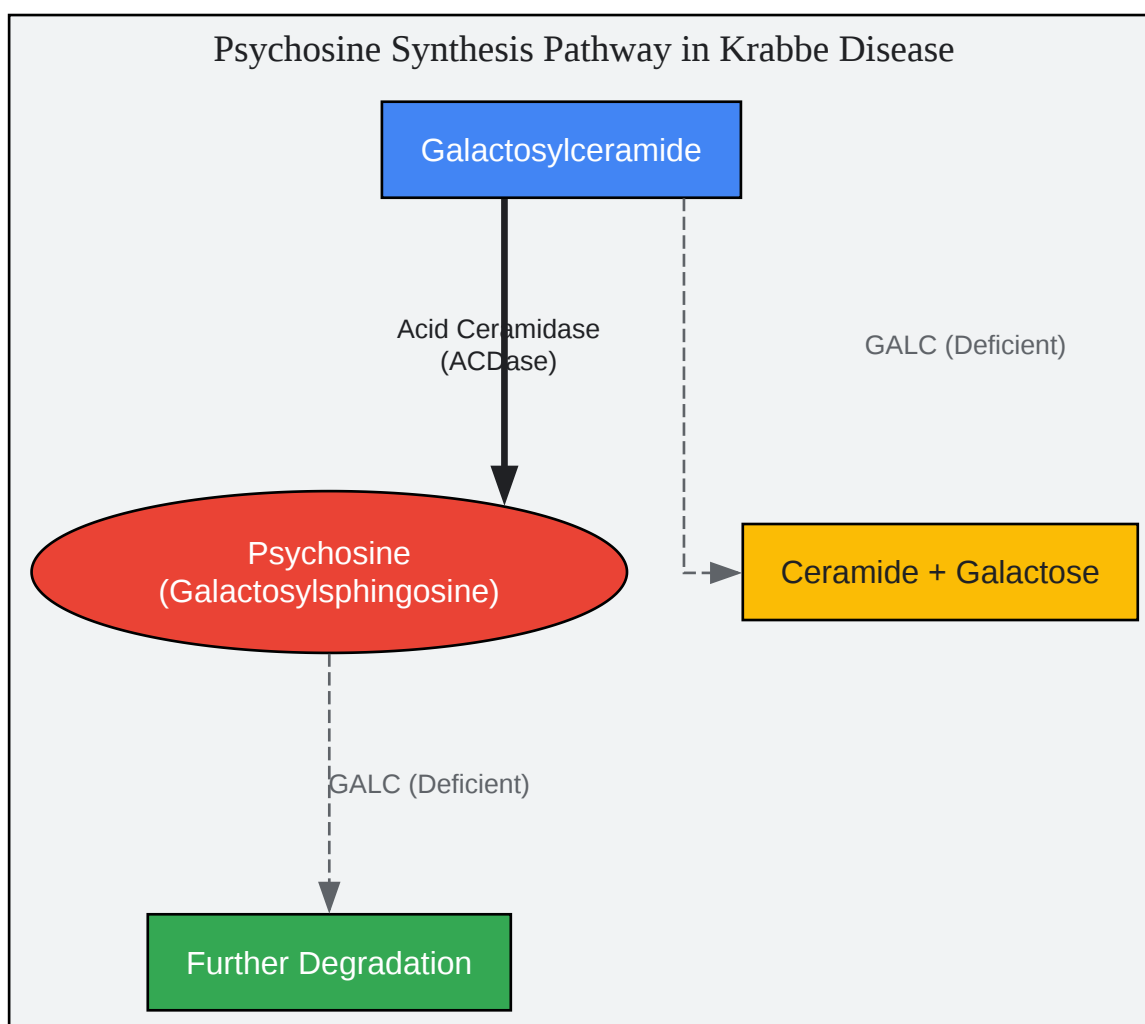 Psychosine Synthesis Pathway in Krabbe Disease
Galactosylceramide
Acid Ceramidase
(ACDase)
GALC (Deficient)
Psychosine
(Galactosylsphingosine)
Ceramide + Galactose
GALC (Deficient)
Further Degradation